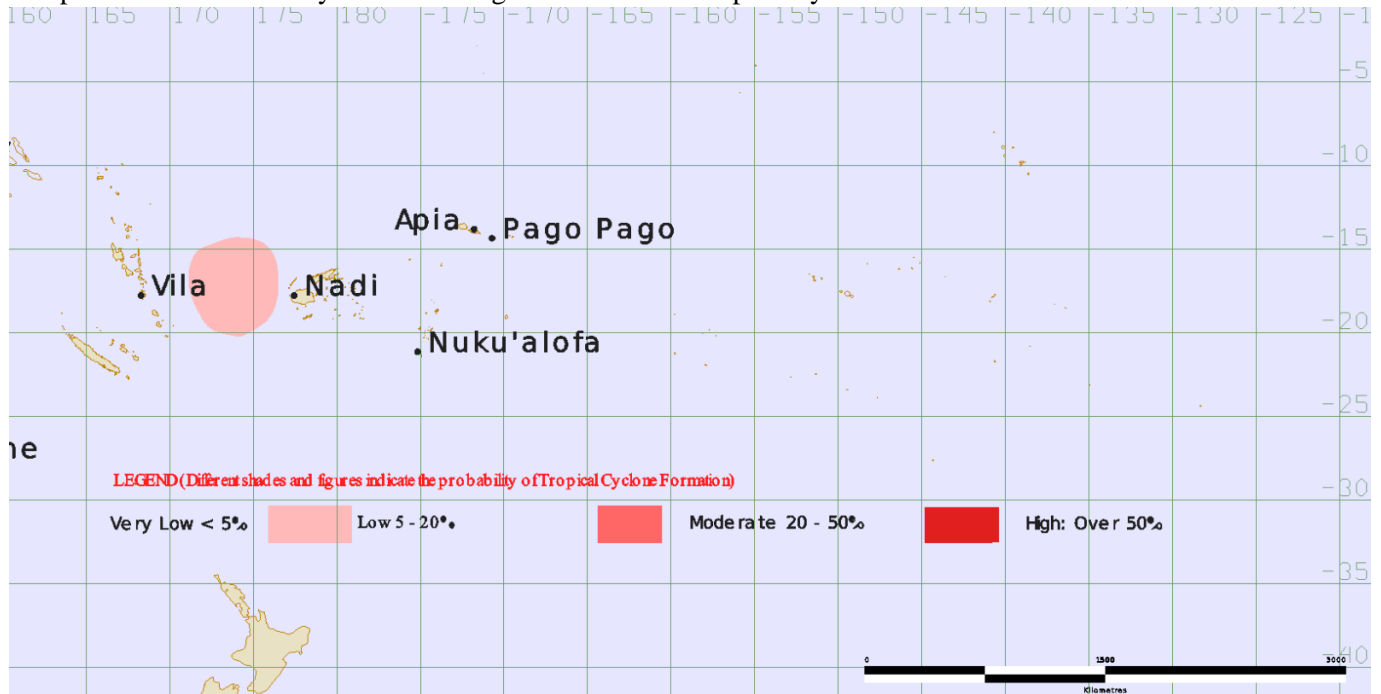 160 165 170 175 180 -175 -170 -165 -160 -155 -150 -145 -140 -135 -130 -125 -1
-5
-10
Apia
Pago Pago
-15
Vila
Nadi
-20
Nuku'alofa
-25
ne
LEGEND(Different shades and figures indicate the probability of Tropical Cyclone Formation)
-30
Very Low < 5% Low 5 - 20% Moderate 20 - 50% High: Over 50%
-35
0 1500 3000
-40
Kilometres